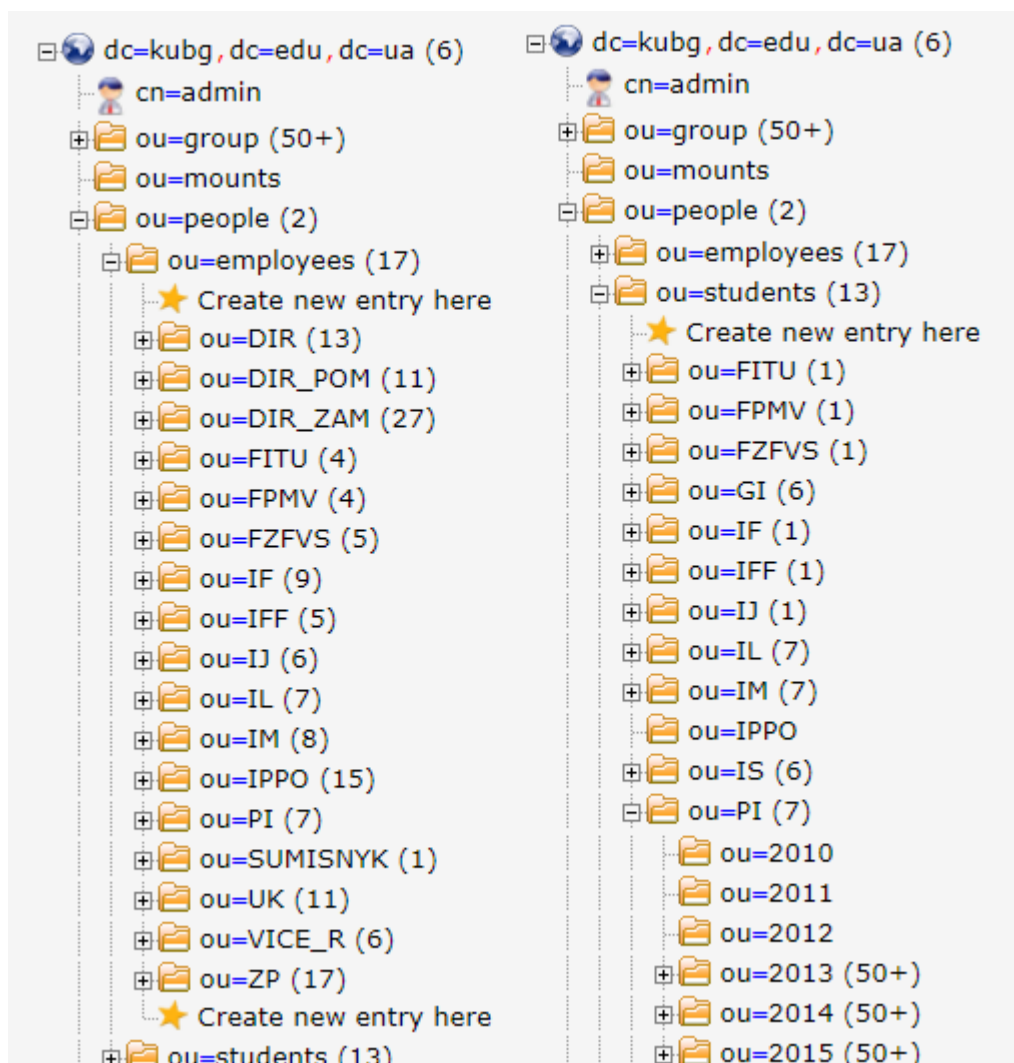 dc=kubg,dc=edu,dc=ua (6)
cn=admin
ou=group (50+)
ou=mounts
ou=people (2)
ou=employees (17)
Create new entry here
ou=DIR (13)
ou=DIR_POM (11)
ou=DIR_ZAM (27)
ou=FITU (4)
ou=FPMV (4)
ou=FZFVS (5)
ou=IF (9)
ou=IFF (5)
ou=IJ (6)
ou=IL (7)
ou=IM (8)
ou=IPPO (15)
ou=PI (7)
ou=SUMISNYK (1)
ou=UK (11)
ou=VICE_R (6)
ou=ZP (17)
Create new entry here
ou=students (13)
dc=kubg,dc=edu,dc=ua (6)
cn=admin
ou=group (50+)
ou=mounts
ou=people (2)
ou=employees (17)
ou=students (13)
Create new entry here
ou=FITU (1)
ou=FPMV (1)
ou=FZFVS (1)
ou=GI (6)
ou=IF (1)
ou=IFF (1)
ou=IJ (1)
ou=IL (7)
ou=IM (7)
ou=IPPO
ou=IS (6)
ou=PI (7)
ou=2010
ou=2011
ou=2012
ou=2013 (50+)
ou=2014 (50+)
ou=2015 (50+)